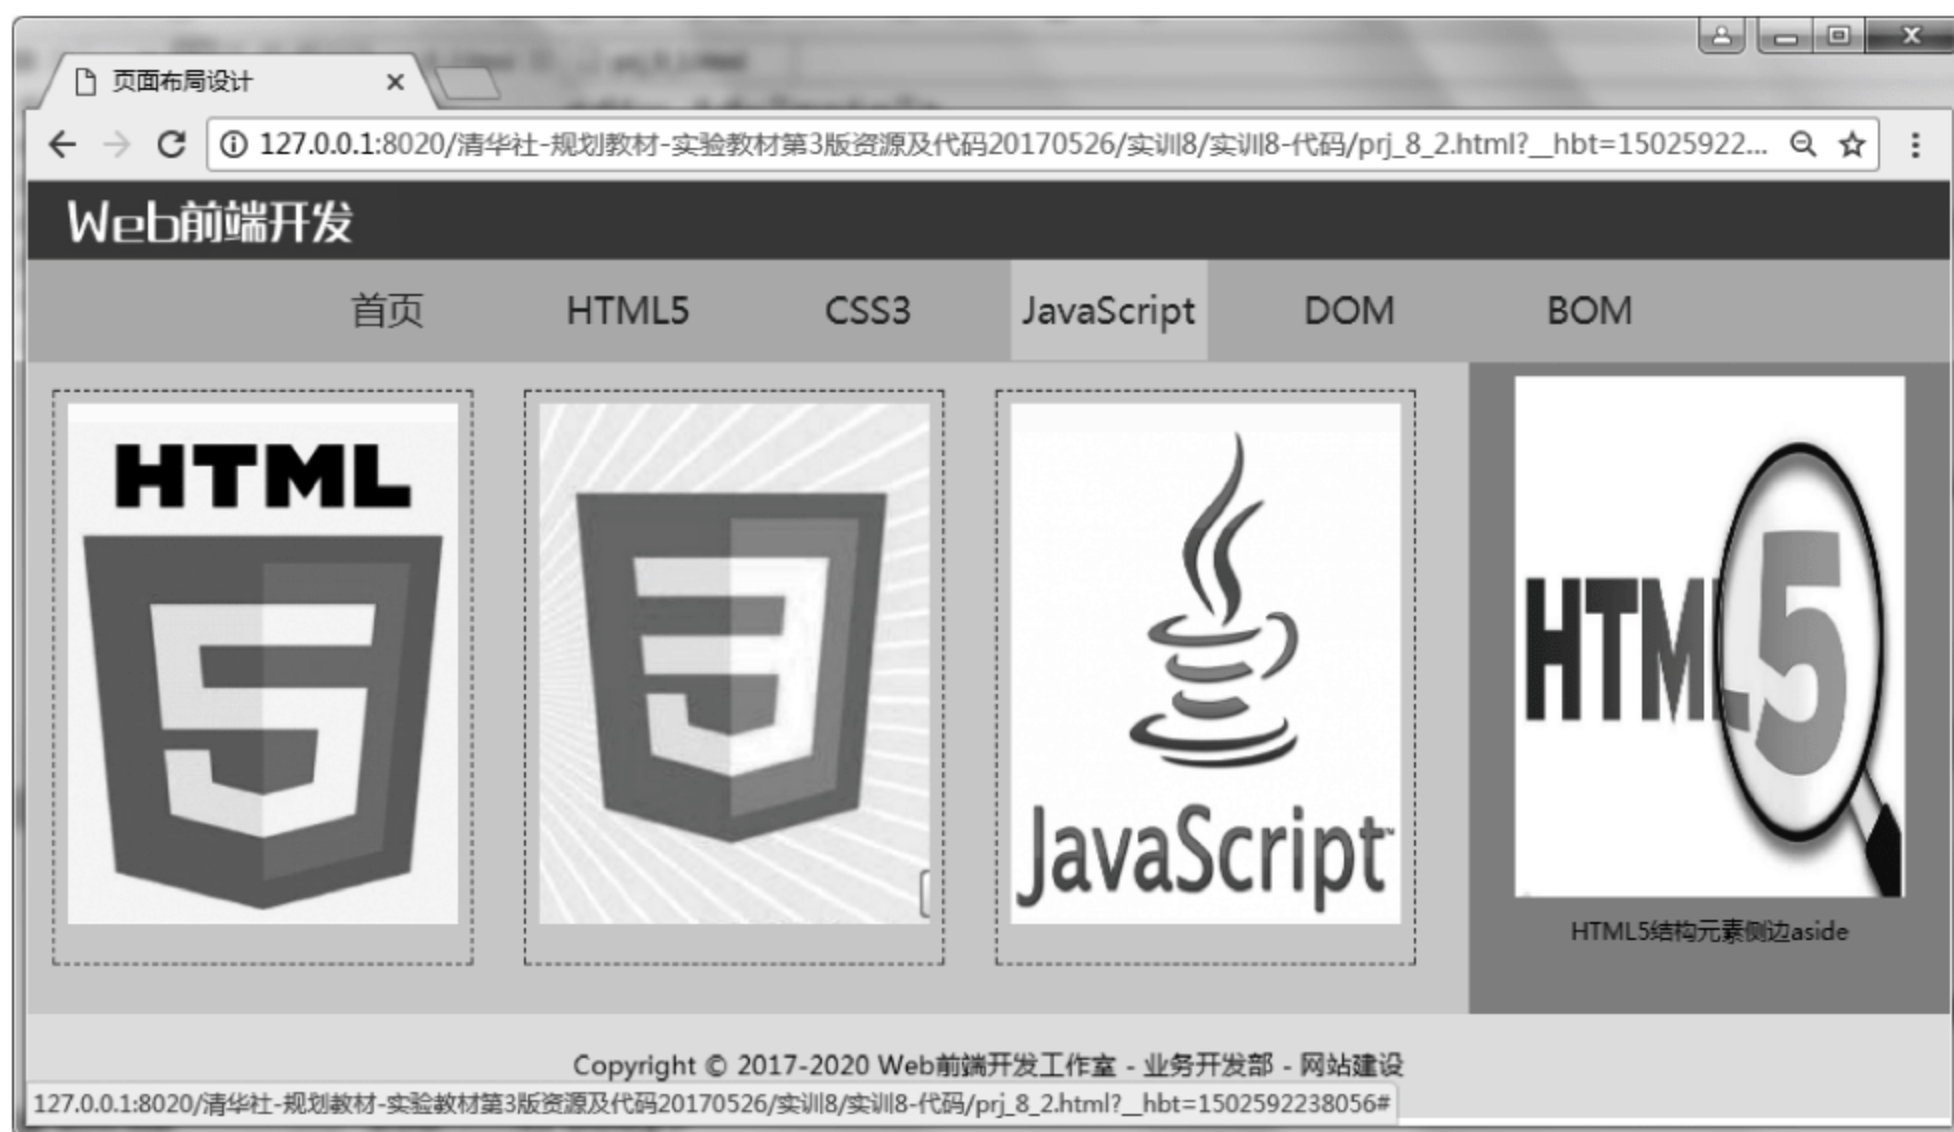 页面布局设计
127.0.0.1:8020/清华社-规划教材-实验教材第3版资源及代码20170526/实训8/实训8-代码/prj_8_2.html?__hbt=15025922...
Web前端开发
首页 HTML5 CSS3 JavaScript DOM BOM
HTML
5
3
JavaScript
HTML5
HTML5结构元素侧边aside
Copyright © 2017-2020 Web前端开发工作室 - 业务开发部 - 网站建设
127.0.0.1:8020/清华社-规划教材-实验教材第3版资源及代码20170526/实训8/实训8-代码/prj_8_2.html?__hbt=1502592238056#